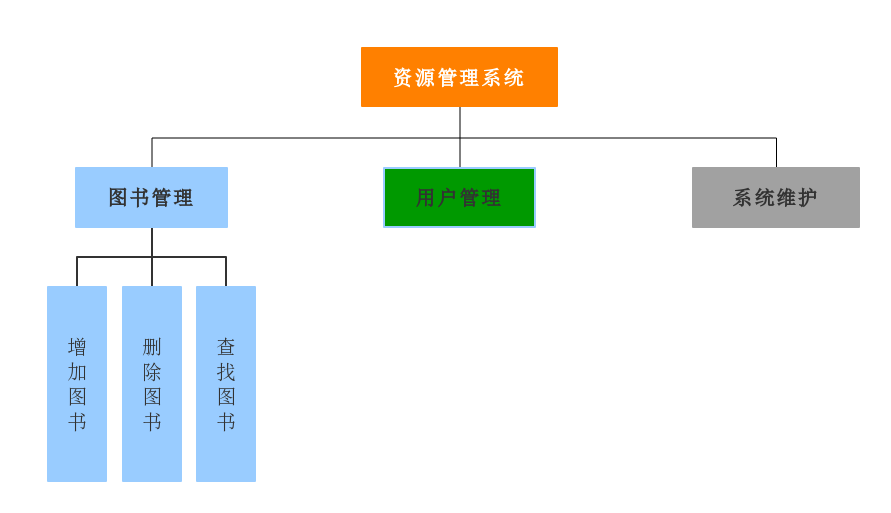 资源管理系统
图书管理
用户管理
系统维护
增加图书
删除图书
查找图书